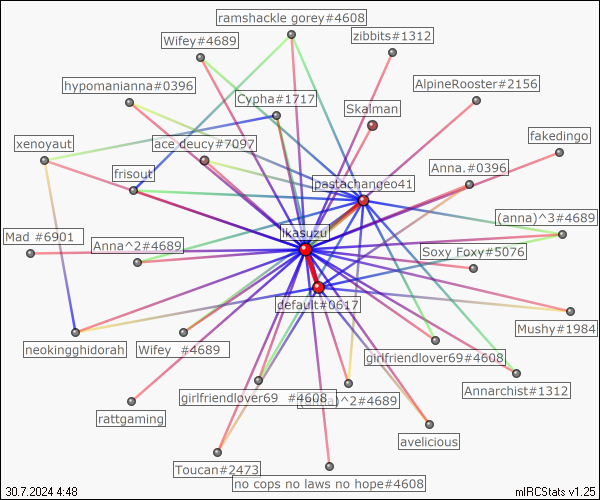 ramshackle gorey#4608
zibbits#1312
Wifey#4689
hypomanianna#0396
AlpineRooster#2156
Cypha#1717
Skalman
fakedingo
xenoyaut
ace deucy#7097
frisout
Anna.#0396
pastachangeo41
(anna)^3#4689
ikasuzu
Mad #6901
Anna^2#4689
Soxy Foxy#5076
default#0617
Mushy#1984
neokingghidorah
Wifey #4689
girlfriendlover69#4608
Annarchist#1312
girlfriendlover69 #4608
)^2#4689
rattgaming
avelicious
Toucan#2473
no cops no laws no hope#4608
30.7.2024 4:48
mIRCStats v1.25